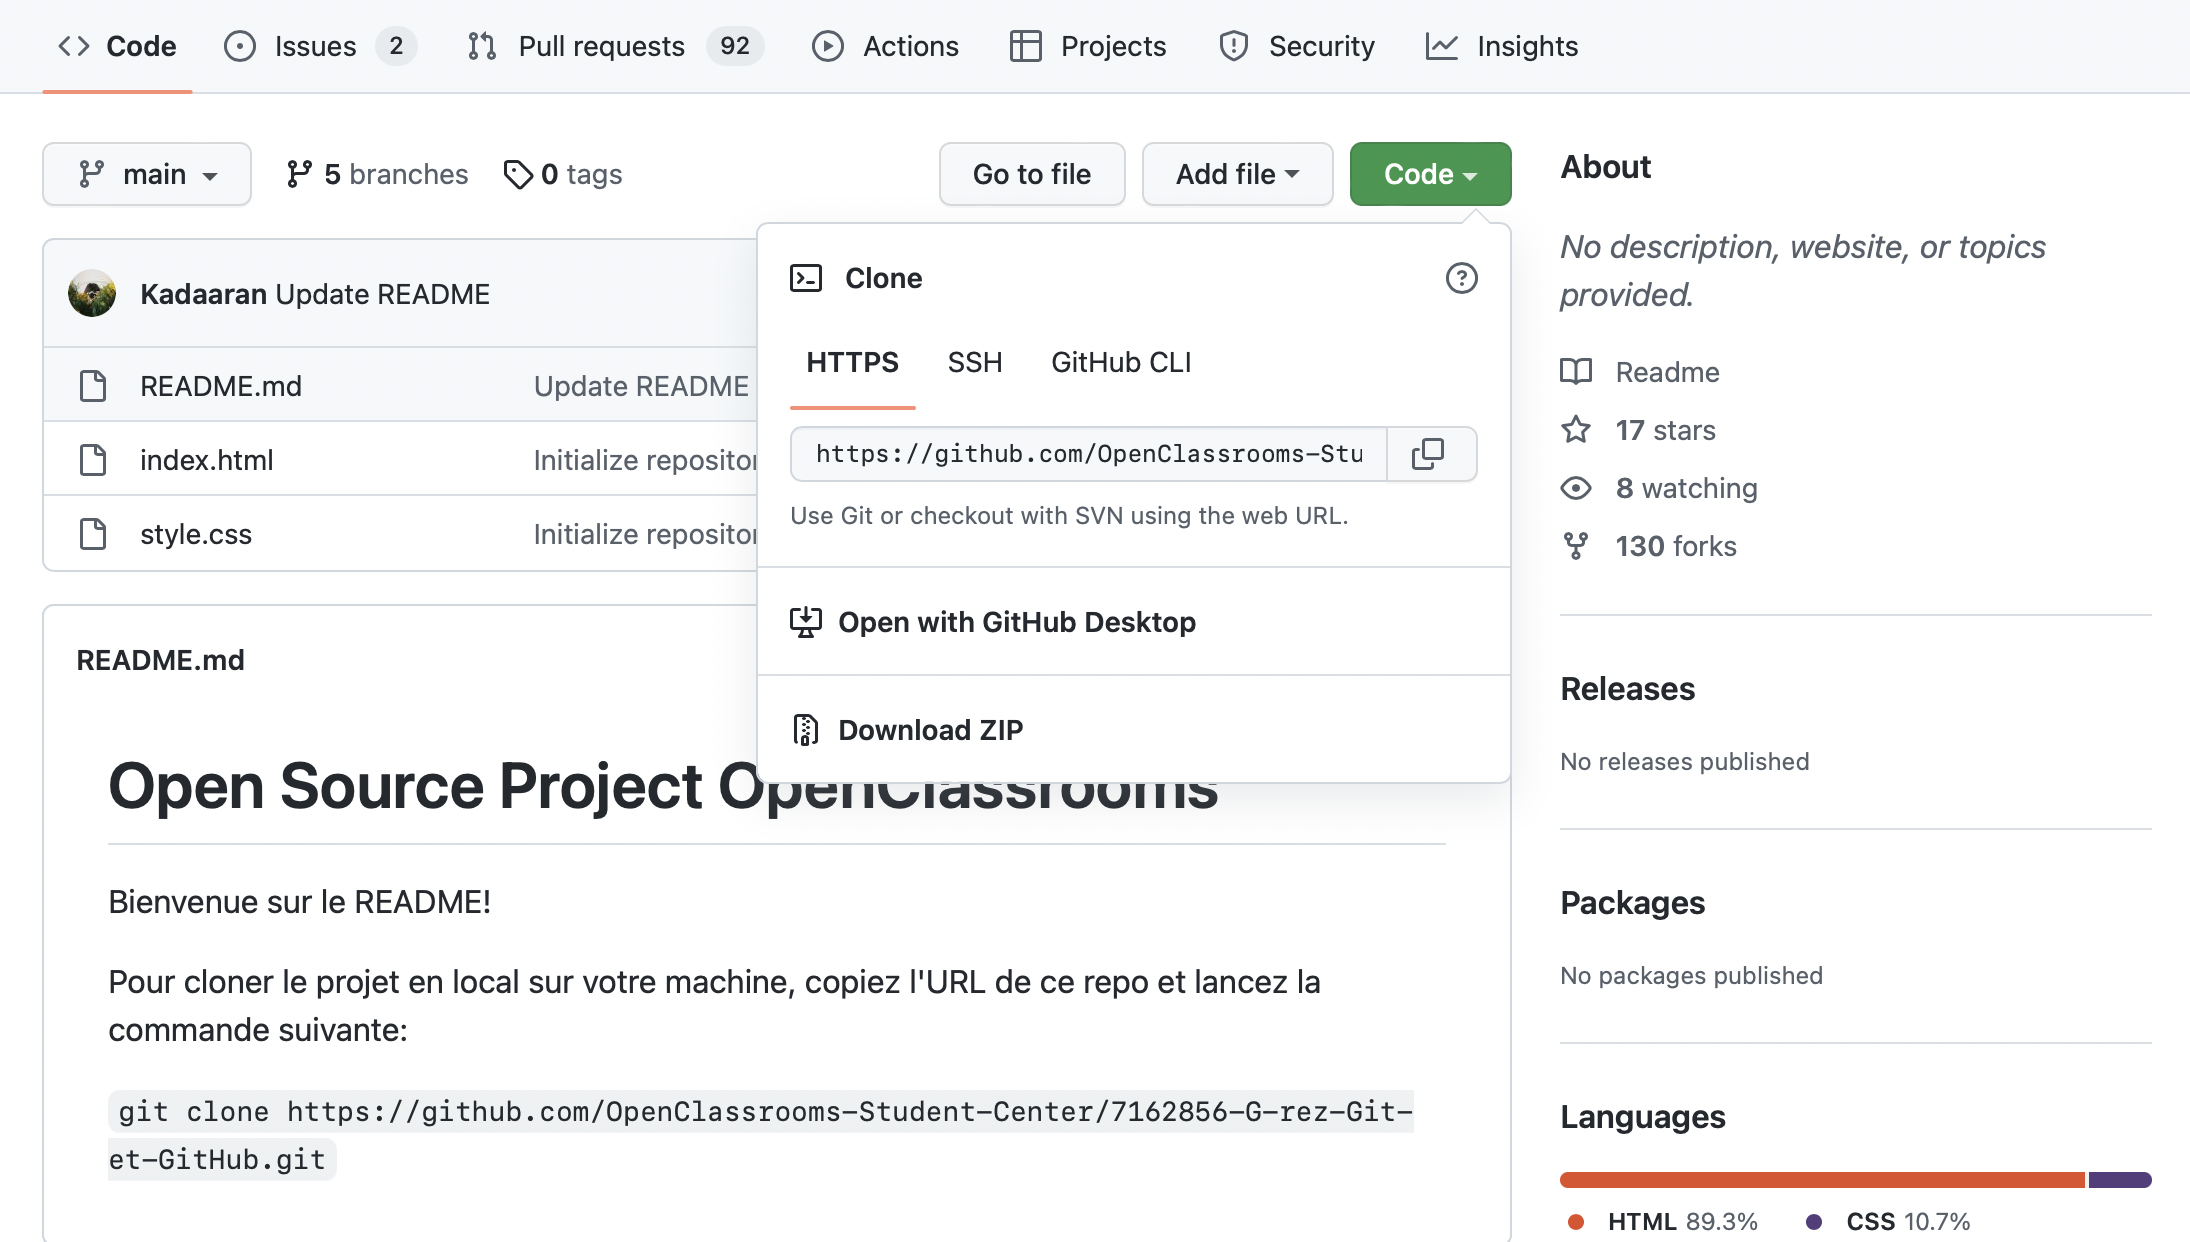 Code Issues 2 Pull requests 92 Actions Projects Security Insights
main 5 branches 0 tags Go to file Add file Code
Kadaaran Update README
README.md Update README
index.html Initialize
style.css Initialize
Clone
HTTPS SSH GitHub CLI
https://github.com/OpenClassrooms-Stu
Use Git or checkout with SVN using the web URL.
Open with GitHub Desktop
Download ZIP
README.md
Open Source Project OpenClassrooms
Bienvenue sur le README!
Pour cloner le projet en local sur votre machine, copiez l'URL de ce repo et lancez la
commande suivante:
git clone https://github.com/OpenClassrooms-Student-Center/7162856-G-rez-Git-
et-GitHub.git
About
No description, website, or topics
provided.
Readme
17 stars
8 watching
130 forks
Releases
No releases published
Packages
No packages published
Languages
HTML 89.3% CSS 10.7%